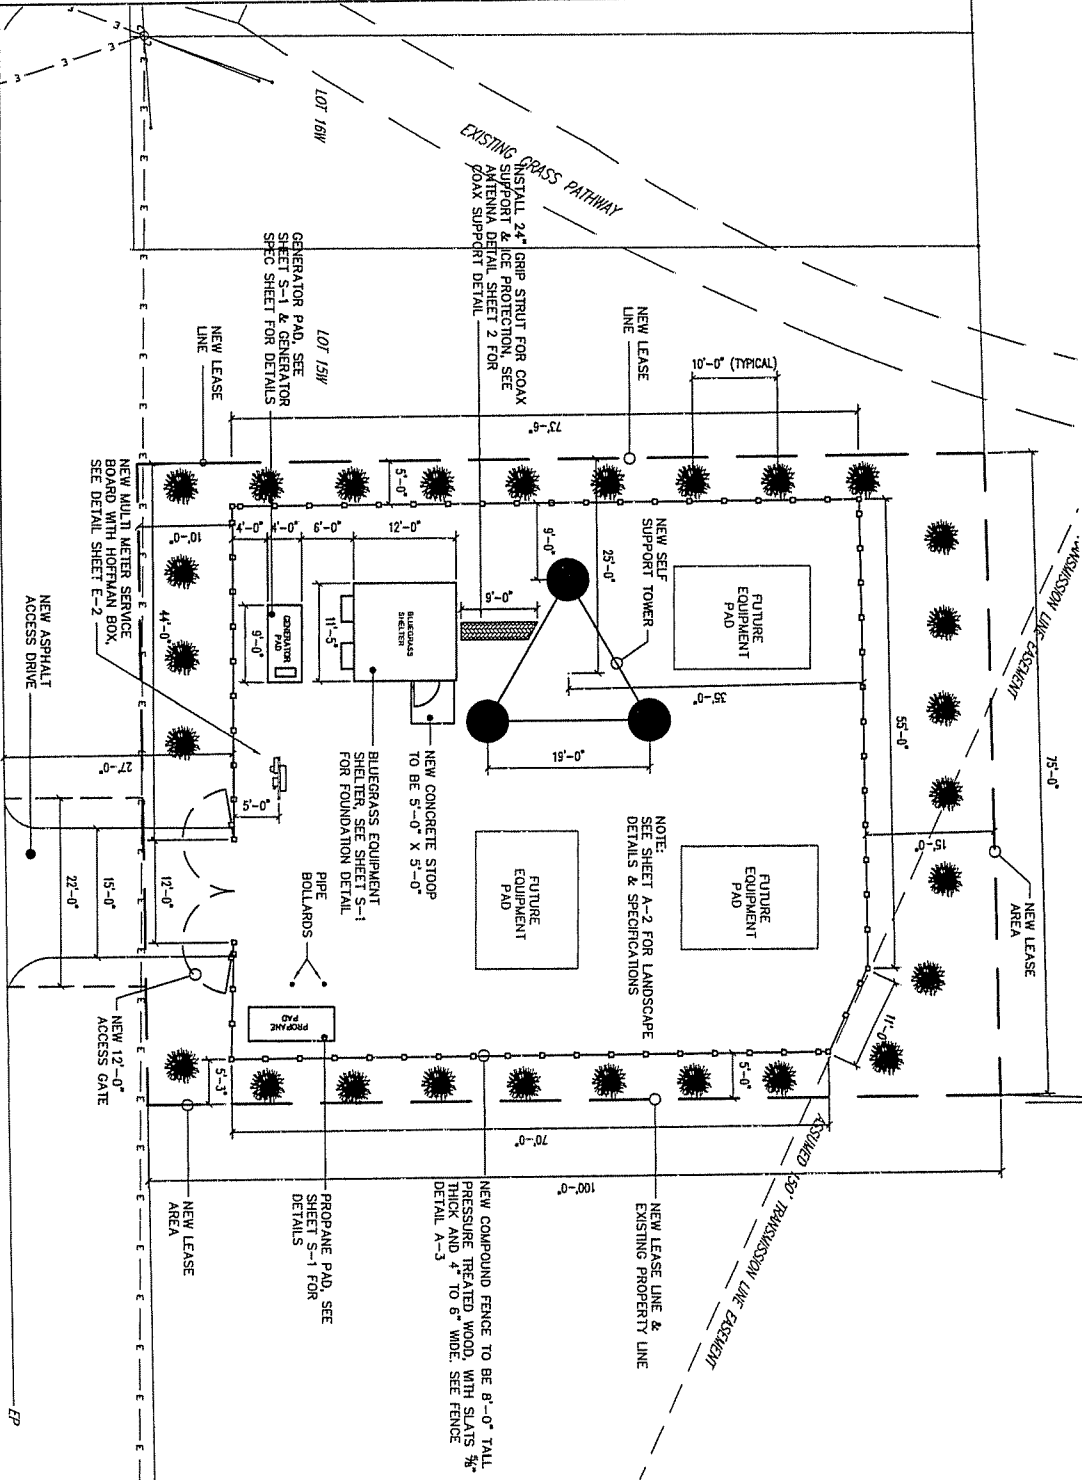 LOT 16W
EXISTING GRASS PATHWAY
INSTALL 24" GRIP STRUT FOR COAX
SUPPORT & ICE PROTECTION, SEE
ANTENNA DETAIL SHEET 2 FOR
COAX SUPPORT DETAIL
GENERATOR PAD, SEE
SHEET S-1 & GENERATOR
SPEC SHEET FOR DETAILS
LOT 15W
NEW LEASE
LINE
NEW LEASE
LINE
10'-0" (TYPICAL)
73'-6"
TRANSMISSION LINE EASEMENT
75'-0"
5'-0"
4'-0"
4'-0"
6'-0"
12'-0"
9'-0"
25'-0"
NEW SELF
SUPPORT TOWER
FUTURE
EQUIPMENT
PAD
10'-0"
NEW MULTI METER SERVICE
BOARD WITH HOFFMAN BOX,
SEE DETAIL SHEET E-2
44'-0"
GENERATOR
PAD
9'-0"
11'-5"
BLUEGRASS
SHELTER
9'-0"
35'-0"
55'-0"
NEW ASPHALT
ACCESS DRIVE
27'-0"
5'-0"
19'-0"
NEW CONCRETE STOOP
TO BE 5'-0" X 5'-0"
BLUEGRASS EQUIPMENT
SHELTER, SEE SHEET S-1
FOR FOUNDATION DETAIL
NOTE:
SEE SHEET A-2 FOR LANDSCAPE
DETAILS & SPECIFICATIONS
15'-0"
NEW LEASE
AREA
22'-0"
15'-0"
12'-0"
PIPE
BOLLARDS
FUTURE
EQUIPMENT
PAD
FUTURE
EQUIPMENT
PAD
PROPANE
PAD
11'-0"
NEW 12'-0"
ACCESS GATE
5'-3"
5'-0"
70'-0"
ASSUMED 150' TRANSMISSION LINE EASEMENT
100'-0"
NEW LEASE
AREA
PROPANE PAD, SEE
SHEET S-1 FOR
DETAILS
NEW COMPOUND FENCE TO BE 8'-0" TALL
PRESSURE TREATED WOOD, WITH SLATS 5/8"
THICK AND 4" TO 6" WIDE. SEE FENCE
DETAIL A-3
NEW LEASE LINE &
EXISTING PROPERTY LINE
EP